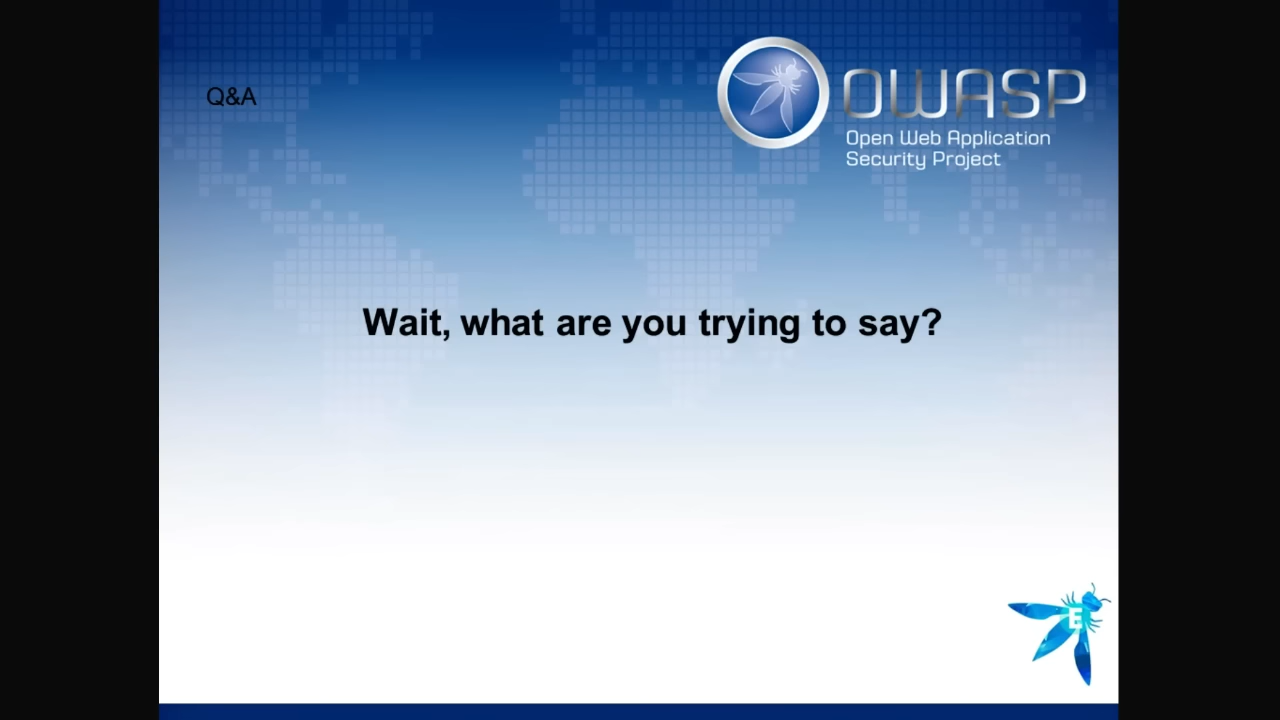 Q&A
OWASP
Open Web Application
Security Project
Wait, what are you trying to say?
E